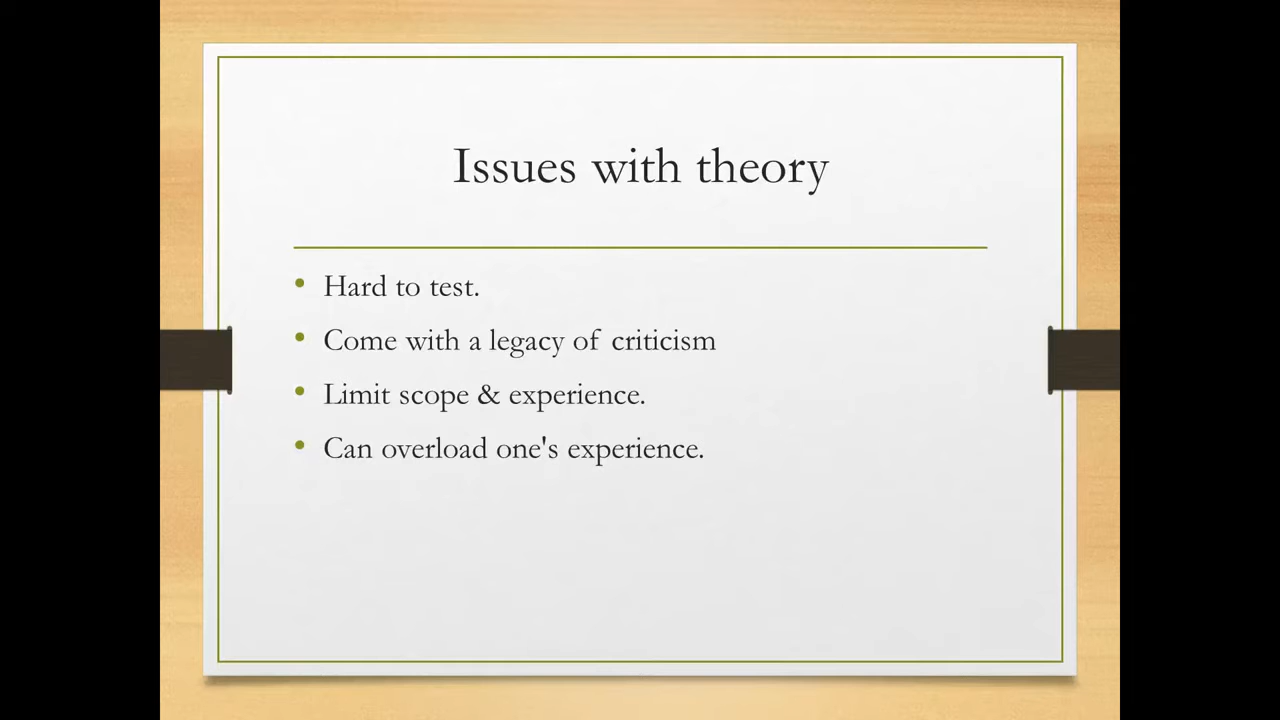 Issues with theory
• Hard to test.
• Come with a legacy of criticism
• Limit scope & experience.
• Can overload one's experience.